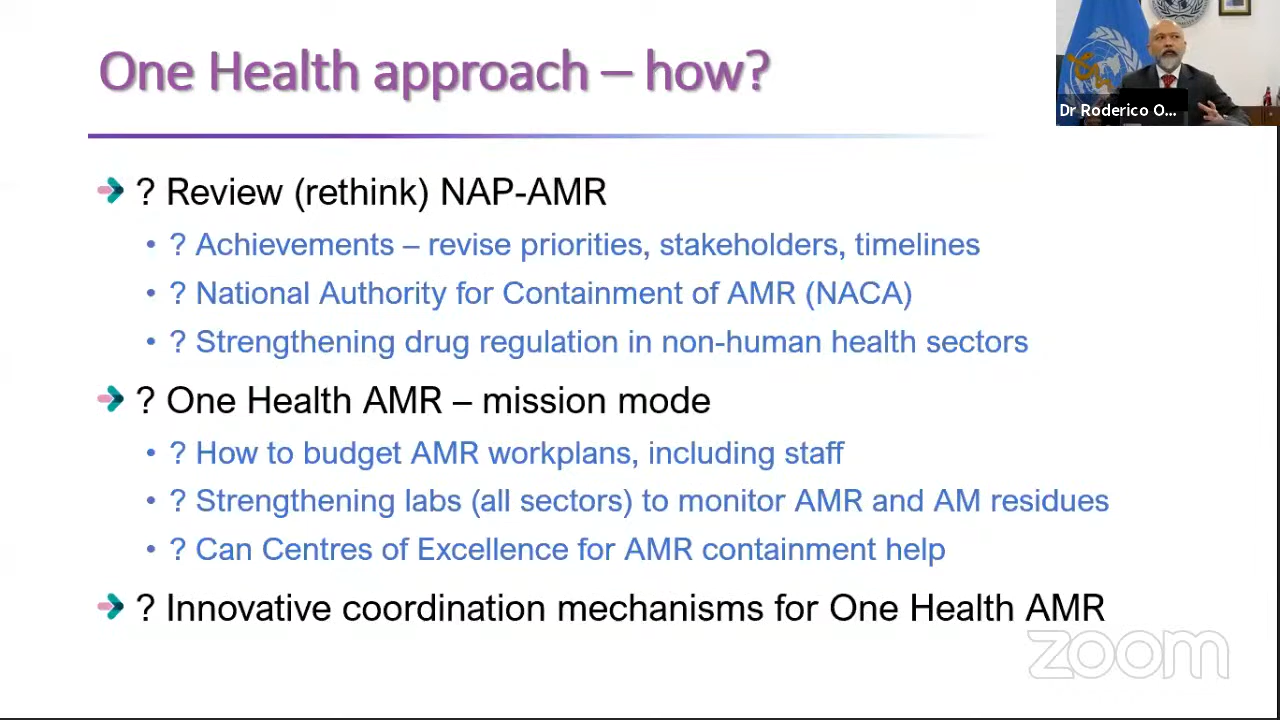 One Health approach – how?
Dr Roderico O...
? Review (rethink) NAP-AMR
• ? Achievements – revise priorities, stakeholders, timelines
• ? National Authority for Containment of AMR (NACA)
• ? Strengthening drug regulation in non-human health sectors
? One Health AMR – mission mode
• ? How to budget AMR workplans, including staff
• ? Strengthening labs (all sectors) to monitor AMR and AM residues
• ? Can Centres of Excellence for AMR containment help
? Innovative coordination mechanisms for One Health AMR
zoom